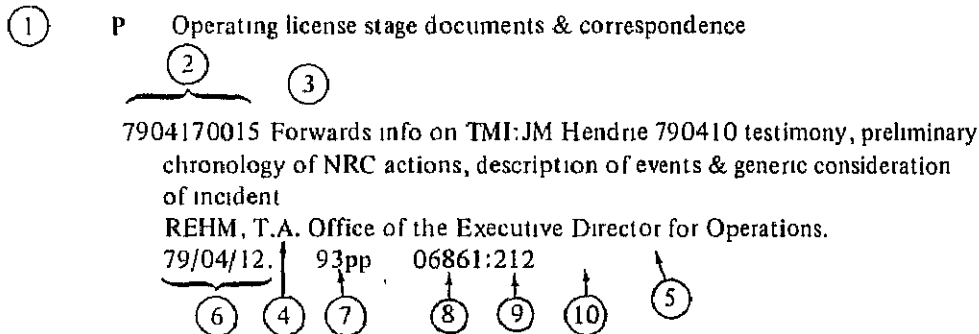 1 P Operating license stage documents & correspondence
2 3
7904170015 Forwards info on TMI:JM Hendrie 790410 testimony, preliminary
chronology of NRC actions, description of events & generic consideration
of incident
REHM, T.A. Office of the Executive Director for Operations.
79/04/12. 93pp 06861:212
6 4 7 8 9 10 5